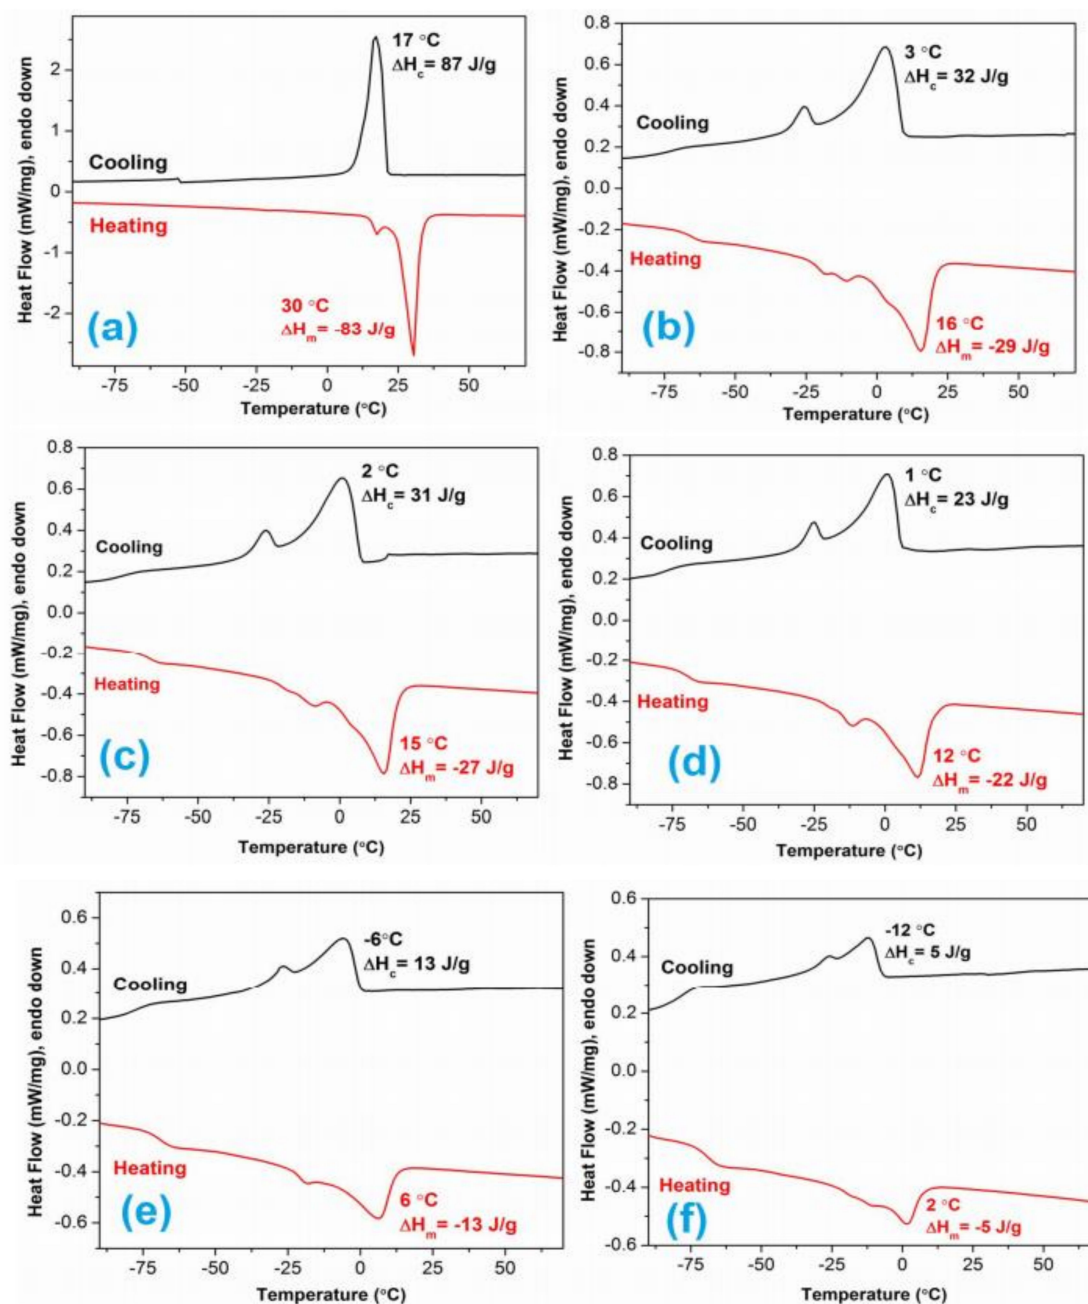 Heat Flow (mW/mg), endo down
2
1
0
-1
-2
17 °C
ΔHc= 87 J/g
Cooling
Heating
30 °C
ΔHm= -83 J/g
(a)
-75 -50 -25 0 25 50
Temperature (°C)
Heat Flow (mW/mg), endo down
0.8
0.6
0.4
0.2
0.0
-0.2
-0.4
-0.6
-0.8
3 °C
ΔHc= 32 J/g
Cooling
Heating
16 °C
ΔHm= -29 J/g
(b)
-75 -50 -25 0 25 50
Temperature (°C)
Heat Flow (mW/mg), endo down
0.8
0.6
0.4
0.2
0.0
-0.2
-0.4
-0.6
-0.8
2 °C
ΔHc= 31 J/g
Cooling
Heating
15 °C
ΔHm= -27 J/g
(c)
-75 -50 -25 0 25 50
Temperature (°C)
Heat Flow (mW/mg), endo down
0.8
0.6
0.4
0.2
0.0
-0.2
-0.4
-0.6
-0.8
1 °C
ΔHc= 23 J/g
Cooling
Heating
12 °C
ΔHm= -22 J/g
(d)
-75 -50 -25 0 25 50
Temperature (°C)
Heat Flow (mW/mg), endo down
0.6
0.4
0.2
0.0
-0.2
-0.4
-0.6
-6°C
ΔHc= 13 J/g
Cooling
Heating
6 °C
ΔHm= -13 J/g
(e)
-75 -50 -25 0 25 50
Temperature (°C)
Heat Flow (mW/mg), endo down
0.6
0.4
0.2
0.0
-0.2
-0.4
-0.6
-12 °C
ΔHc= 5 J/g
Cooling
Heating
2 °C
ΔHm= -5 J/g
(f)
-75 -50 -25 0 25 50
Temperature (°C)